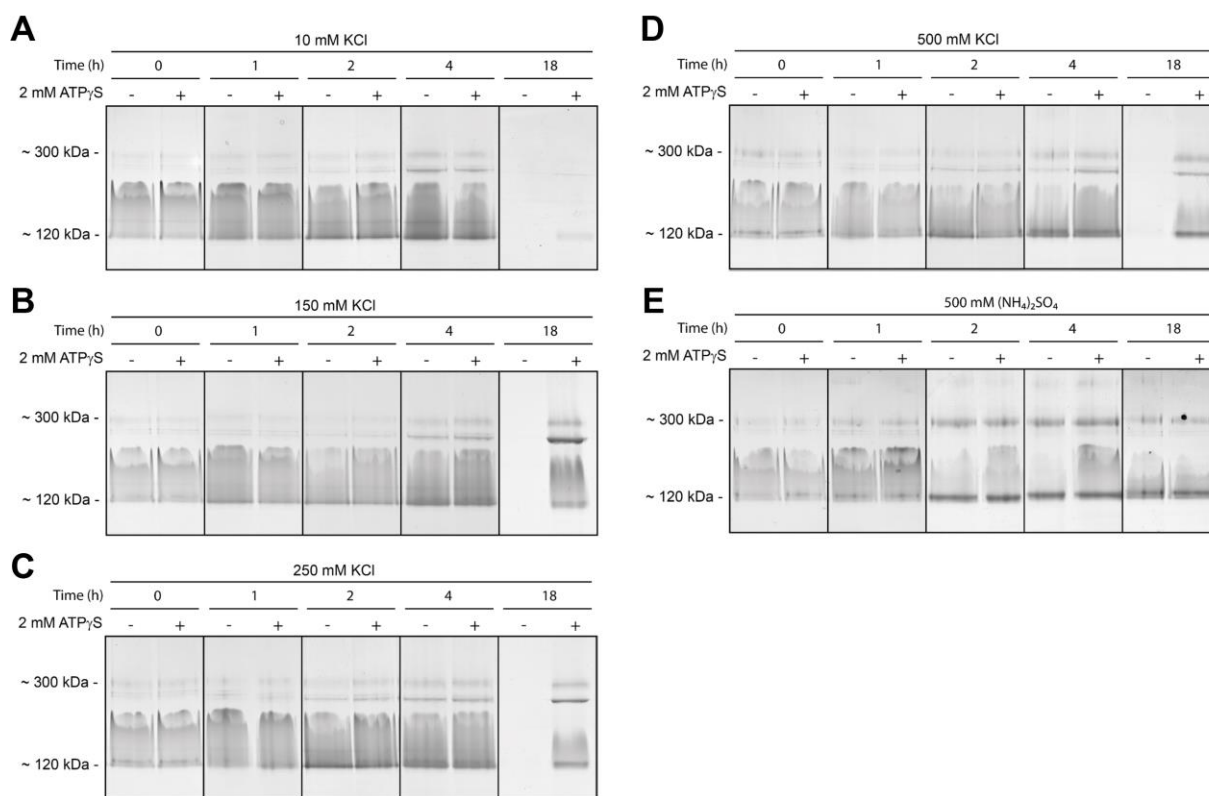 A
10 mM KCl
Time (h) 0 1 2 4 18
2 mM ATPγS - + - + - + - + - +
~ 300 kDa -
~ 120 kDa -
B
150 mM KCl
Time (h) 0 1 2 4 18
2 mM ATPγS - + - + - + - + - +
~ 300 kDa -
~ 120 kDa -
C
250 mM KCl
Time (h) 0 1 2 4 18
2 mM ATPγS - + - + - + - + - +
~ 300 kDa -
~ 120 kDa -
D
500 mM KCl
Time (h) 0 1 2 4 18
2 mM ATPγS - + - + - + - + - +
~ 300 kDa -
~ 120 kDa -
E
500 mM (NH₄)₂SO₄
Time (h) 0 1 2 4 18
2 mM ATPγS - + - + - + - + - +
~ 300 kDa -
~ 120 kDa -